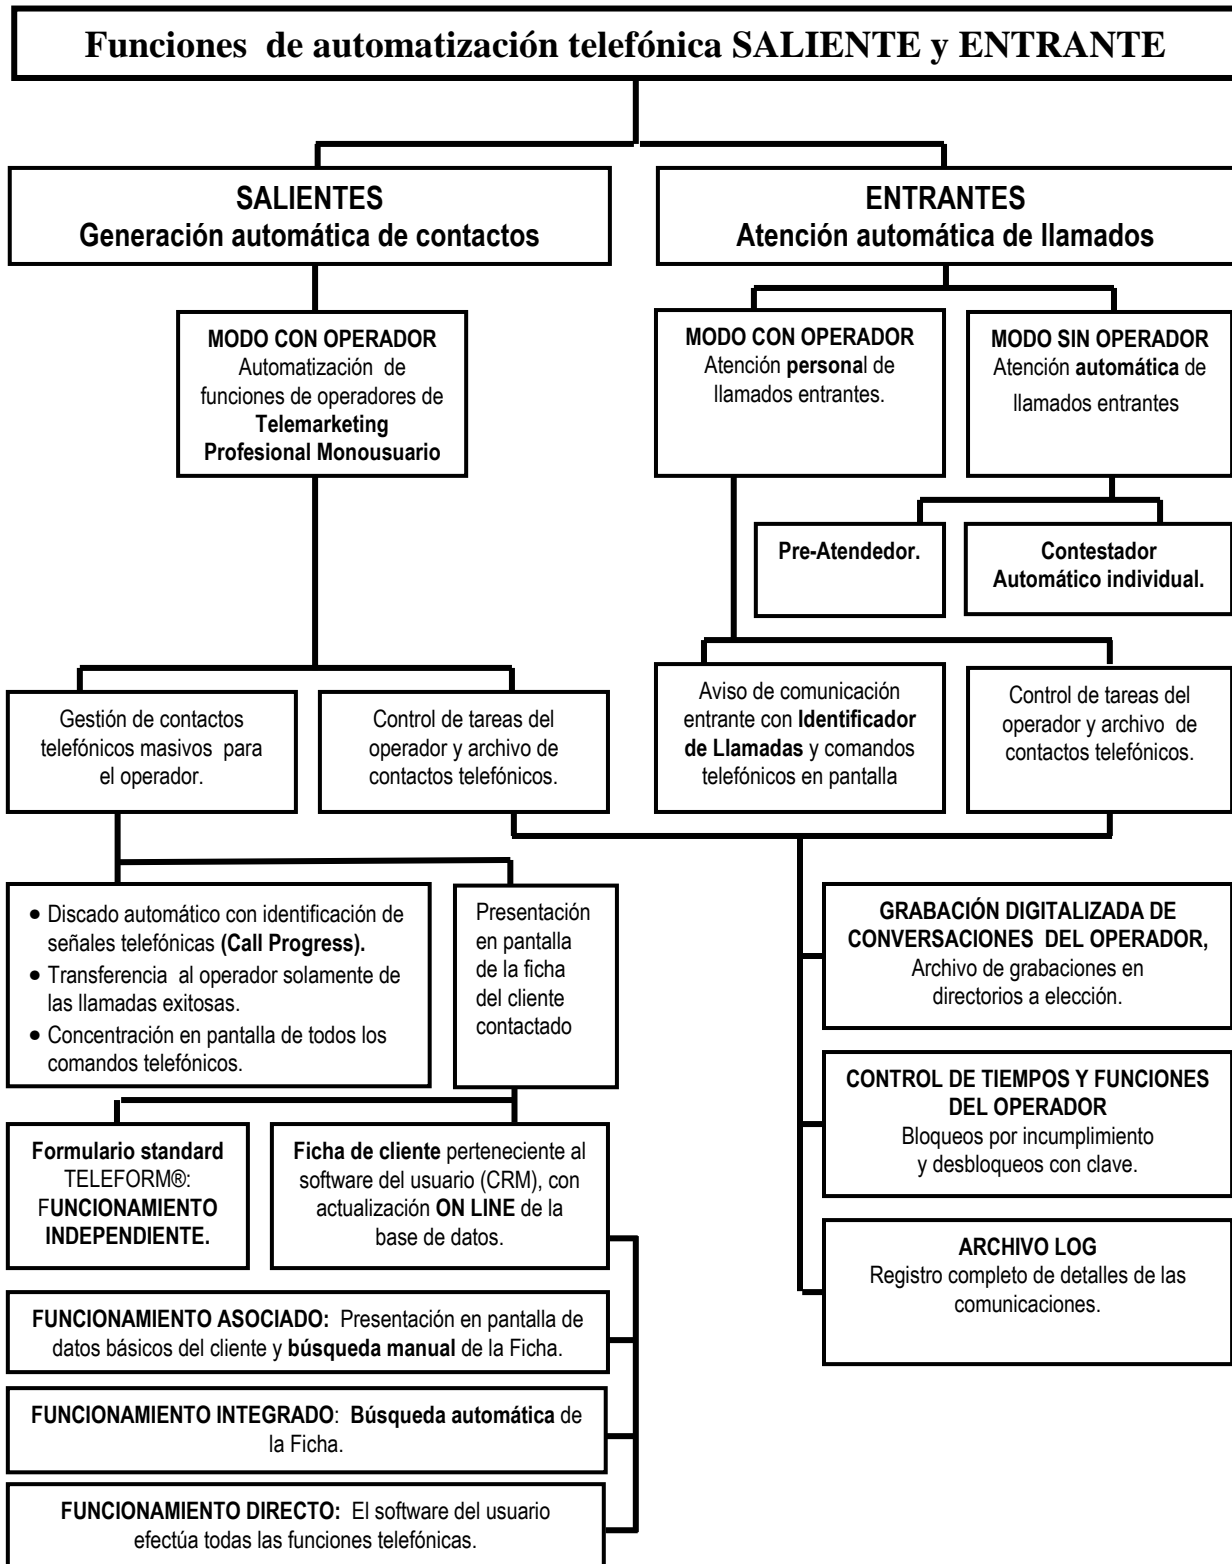 Funciones de automatización telefónica SALIENTE y ENTRANTE
SALIENTES
Generación automática de contactos
ENTRANTES
Atención automática de llamados
MODO CON OPERADOR
Automatización de
funciones de operadores de
Telemarketing
Profesional Monousuario
MODO CON OPERADOR
Atención personal de
llamados entrantes.
MODO SIN OPERADOR
Atención automática de
llamados entrantes
Pre-Atendedor.
Contestador
Automático individual.
Gestión de contactos
telefónicos masivos para
el operador.
Control de tareas del
operador y archivo de
contactos telefónicos.
Aviso de comunicación
entrante con Identificador
de Llamadas y comandos
telefónicos en pantalla
Control de tareas del
operador y archivo de
contactos telefónicos.
• Discado automático con identificación de
señales telefónicas (Call Progress).
• Transferencia al operador solamente de
las llamadas exitosas.
• Concentración en pantalla de todos los
comandos telefónicos.
Presentación
en pantalla
de la ficha
del cliente
contactado
GRABACIÓN DIGITALIZADA DE
CONVERSACIONES DEL OPERADOR,
Archivo de grabaciones en
directorios a elección.
CONTROL DE TIEMPOS Y FUNCIONES
DEL OPERADOR
Bloqueos por incumplimiento
y desbloqueos con clave.
ARCHIVO LOG
Registro completo de detalles de las
comunicaciones.
Formulario standard
TELEFORM®:
FUNCIONAMIENTO
INDEPENDIENTE.
Ficha de cliente perteneciente al
software del usuario (CRM), con
actualización ON LINE de la
base de datos.
FUNCIONAMIENTO ASOCIADO: Presentación en pantalla de
datos básicos del cliente y búsqueda manual de la Ficha.
FUNCIONAMIENTO INTEGRADO: Búsqueda automática de
la Ficha.
FUNCIONAMIENTO DIRECTO: El software del usuario
efectúa todas las funciones telefónicas.